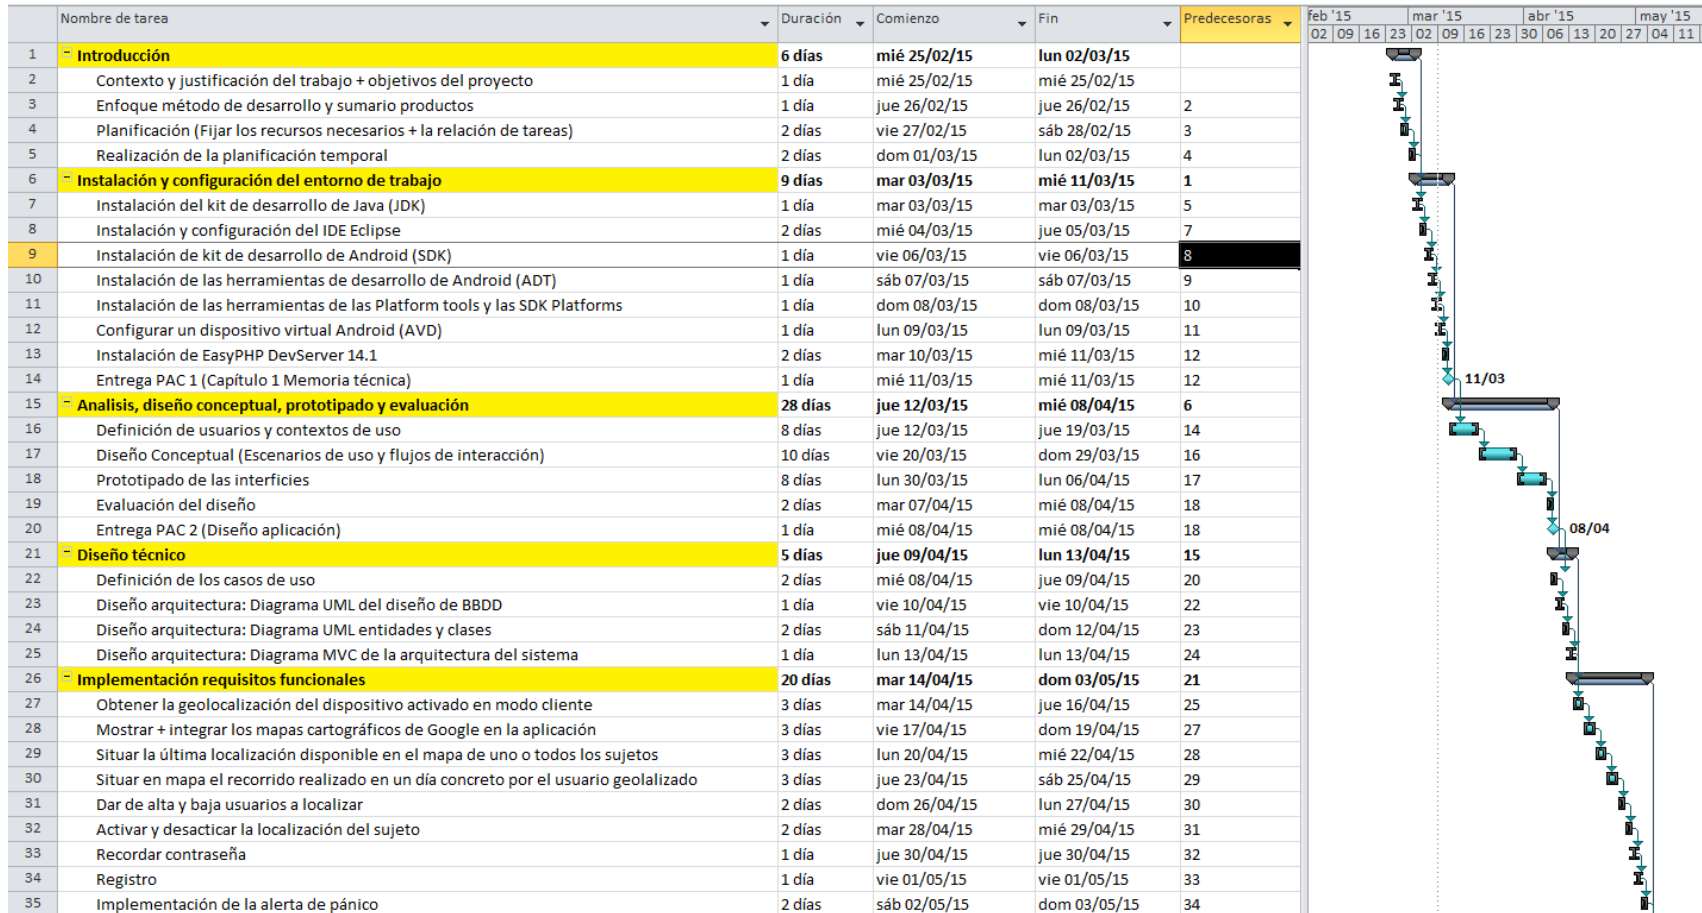 Nombre de tarea Duración Comienzo Fin Predecesoras feb '15 mar '15 abr '15 may '15
02 09 16 23 02 09 16 23 30 06 13 20 27 04 11
1 Introducción 6 días mié 25/02/15 lun 02/03/15
2 Contexto y justificación del trabajo + objetivos del proyecto 1 día mié 25/02/15 mié 25/02/15
3 Enfoque método de desarrollo y sumario productos 1 día jue 26/02/15 jue 26/02/15 2
4 Planificación (Fijar los recursos necesarios + la relación de tareas) 2 días vie 27/02/15 sáb 28/02/15 3
5 Realización de la planificación temporal 2 días dom 01/03/15 lun 02/03/15 4
6 Instalación y configuración del entorno de trabajo 9 días mar 03/03/15 mié 11/03/15 1
7 Instalación del kit de desarrollo de Java (JDK) 1 día mar 03/03/15 mar 03/03/15 5
8 Instalación y configuración del IDE Eclipse 2 días mié 04/03/15 jue 05/03/15 7
9 Instalación de kit de desarrollo de Android (SDK) 1 día vie 06/03/15 vie 06/03/15 8
10 Instalación de las herramientas de desarrollo de Android (ADT) 1 día sáb 07/03/15 sáb 07/03/15 9
11 Instalación de las herramientas de las Platform tools y las SDK Platforms 1 día dom 08/03/15 dom 08/03/15 10
12 Configurar un dispositivo virtual Android (AVD) 1 día lun 09/03/15 lun 09/03/15 11
13 Instalación de EasyPHP DevServer 14.1 2 días mar 10/03/15 mié 11/03/15 12
14 Entrega PAC 1 (Capítulo 1 Memoria técnica) 1 día mié 11/03/15 mié 11/03/15 12 11/03
15 Analisis, diseño conceptual, prototipado y evaluación 28 días jue 12/03/15 mié 08/04/15 6
16 Definición de usuarios y contextos de uso 8 días jue 12/03/15 jue 19/03/15 14
17 Diseño Conceptual (Escenarios de uso y flujos de interacción) 10 días vie 20/03/15 dom 29/03/15 16
18 Prototipado de las interficies 8 días lun 30/03/15 lun 06/04/15 17
19 Evaluación del diseño 2 días mar 07/04/15 mié 08/04/15 18
20 Entrega PAC 2 (Diseño aplicación) 1 día mié 08/04/15 mié 08/04/15 18 08/04
21 Diseño técnico 5 días jue 09/04/15 lun 13/04/15 15
22 Definición de los casos de uso 2 días mié 08/04/15 jue 09/04/15 20
23 Diseño arquitectura: Diagrama UML del diseño de BBDD 1 día vie 10/04/15 vie 10/04/15 22
24 Diseño arquitectura: Diagrama UML entidades y clases 2 días sáb 11/04/15 dom 12/04/15 23
25 Diseño arquitectura: Diagrama MVC de la arquitectura del sistema 1 día lun 13/04/15 lun 13/04/15 24
26 Implementación requisitos funcionales 20 días mar 14/04/15 dom 03/05/15 21
27 Obtener la geolocalización del dispositivo activado en modo cliente 3 días mar 14/04/15 jue 16/04/15 25
28 Mostrar + integrar los mapas cartográficos de Google en la aplicación 3 días vie 17/04/15 dom 19/04/15 27
29 Situar la última localización disponible en el mapa de uno o todos los sujetos 3 días lun 20/04/15 mié 22/04/15 28
30 Situar en mapa el recorrido realizado en un día concreto por el usuario geolalizado 3 días jue 23/04/15 sáb 25/04/15 29
31 Dar de alta y baja usuarios a localizar 2 días dom 26/04/15 lun 27/04/15 30
32 Activar y desacticar la localización del sujeto 2 días mar 28/04/15 mié 29/04/15 31
33 Recordar contraseña 1 día jue 30/04/15 jue 30/04/15 32
34 Registro 1 día vie 01/05/15 vie 01/05/15 33
35 Implementación de la alerta de pánico 2 días sáb 02/05/15 dom 03/05/15 34